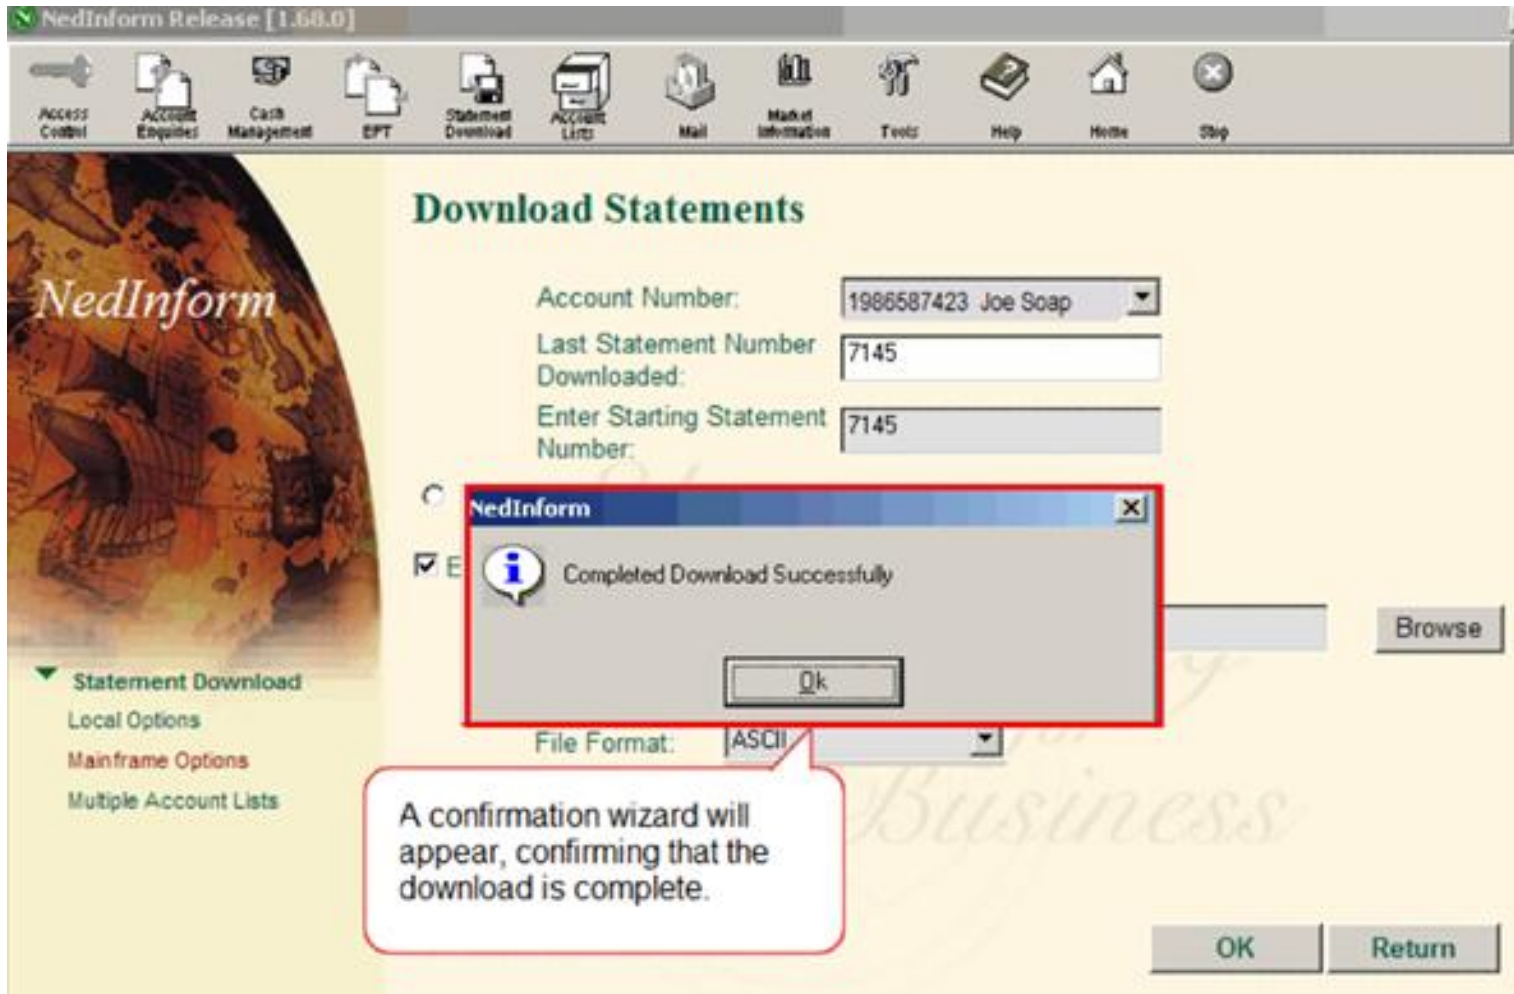 NedInform Release [1.60.0]
Access Control
Account Enquiries
Cash Management
EFT
Statement Download
Account Lists
Mail
Market Information
Tools
Help
Home
Stop
NedInform
Download Statements
Account Number:
1986587423 Joe Soap
Last Statement Number
Downloaded:
7145
Enter Starting Statement
Number:
7145
NedInform
E
Completed Download Successfully
Ok
Browse
File Format:
ASCII
for
Business
Statement Download
Local Options
Mainframe Options
Multiple Account Lists
A confirmation wizard will
appear, confirming that the
download is complete.
OK
Return